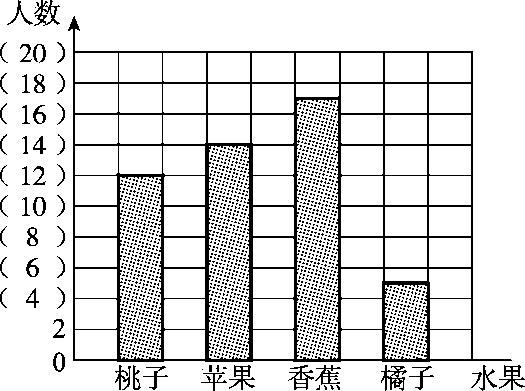 人数
( 20 )
( 18 )
( 16 )
( 14 )
( 12 )
( 10 )
( 8 )
( 6 )
( 4 )
2
0
桃子 苹果 香蕉 橘子 水果